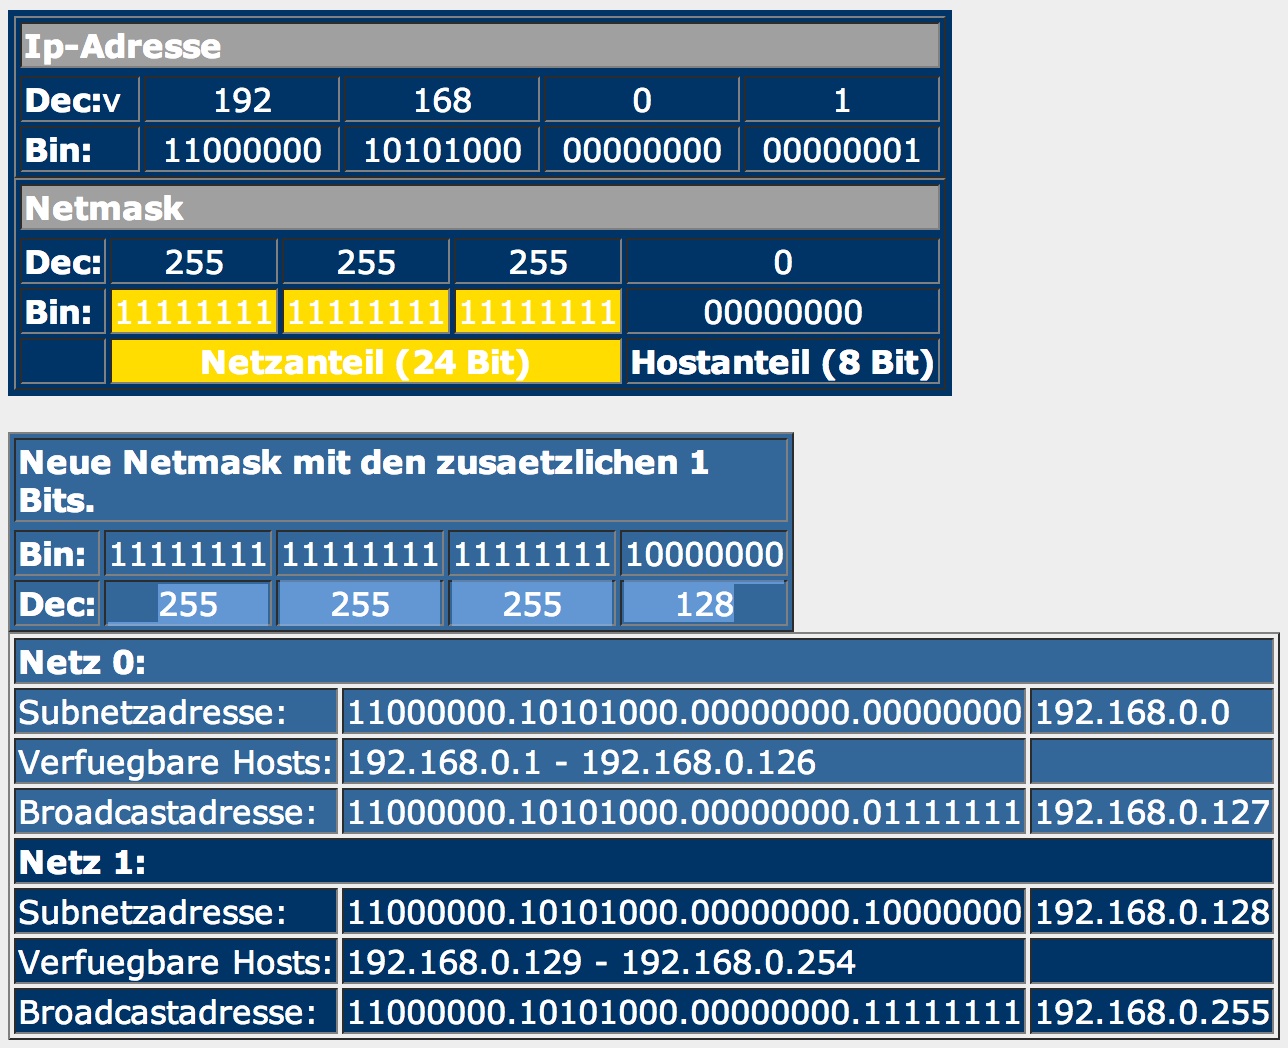 Ip-Adresse
Dec:v 192 168 0 1
Bin: 11000000 10101000 00000000 00000001
Netmask
Dec: 255 255 255 0
Bin: 11111111 11111111 11111111 00000000
Netzanteil (24 Bit) Hostanteil (8 Bit)
Neue Netmask mit den zusaetzlichen 1
Bits.
Bin: 11111111 11111111 11111111 10000000
Dec: 255 255 255 128
Netz 0:
Subnetzadresse: 11000000.10101000.00000000.00000000 192.168.0.0
Verfuegbare Hosts: 192.168.0.1 - 192.168.0.126
Broadcastadresse: 11000000.10101000.00000000.01111111 192.168.0.127
Netz 1:
Subnetzadresse: 11000000.10101000.00000000.10000000 192.168.0.128
Verfuegbare Hosts: 192.168.0.129 - 192.168.0.254
Broadcastadresse: 11000000.10101000.00000000.11111111 192.168.0.255